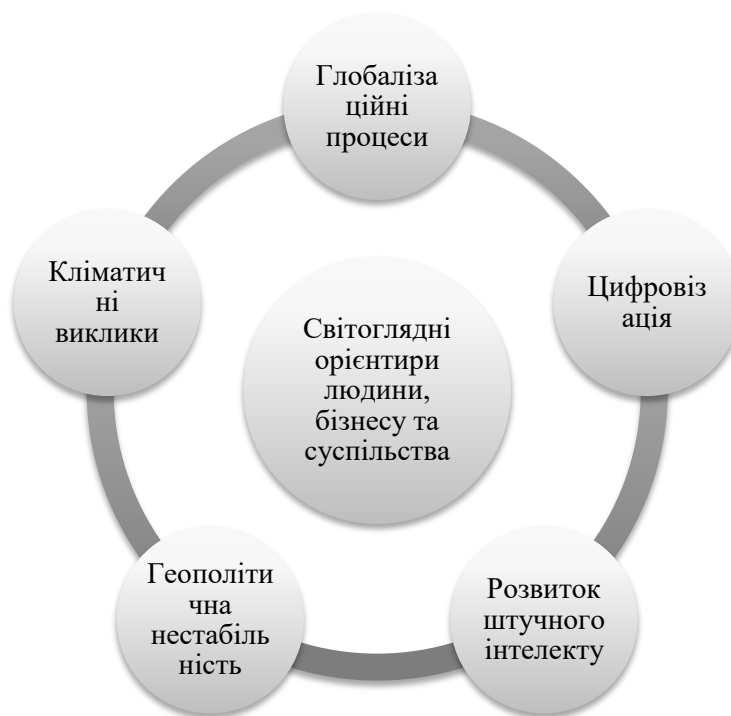 Глобаліза
ційні
процеси
Кліматич
ні
виклики
Цифровіз
ація
Світоглядні
орієнтири
людини,
бізнесу та
суспільства
Геополіти
чна
нестабіль
ність
Розвиток
штучного
інтелекту